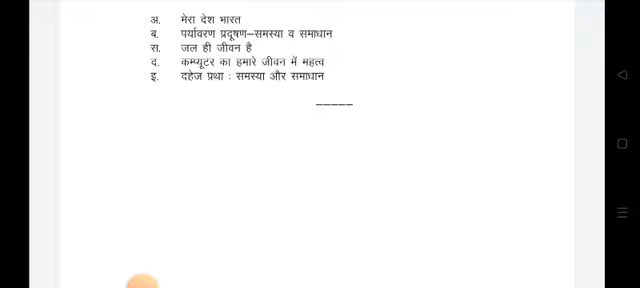 अ. मेरा देश भारत
ब. पर्यावरण प्रदूषण–समस्या व समाधान
स. जल ही जीवन है
द. कम्प्यूटर का हमारे जीवन में महत्व
इ. दहेज प्रथा : समस्या और समाधान
_____